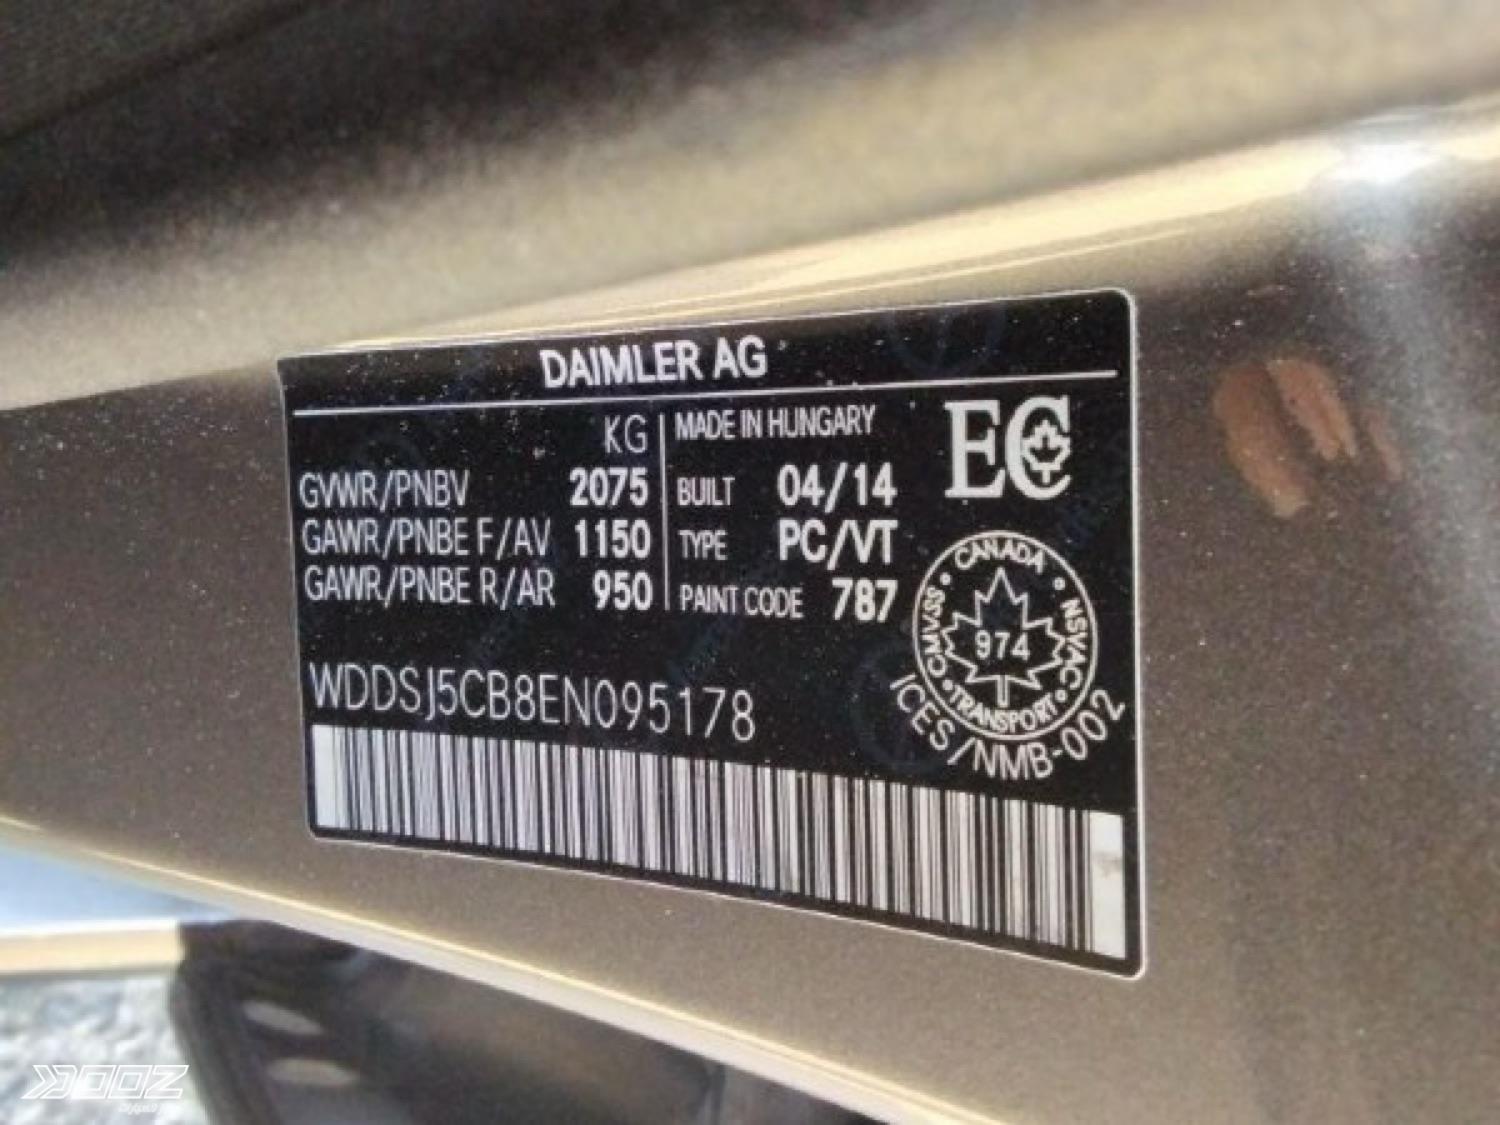 DAIMLER AG
KG
GVWR/PNBV 2075
GAWR/PNBE F/AV 1150
GAWR/PNBE R/AR 950
MADE IN HUNGARY
BUILT 04/14
TYPE PC/VT
PAINT CODE 787
EC
CANADA • NSVAC • TRANSPORT • CMVSS •
974
ICES/NMB-002
WDDSJ5CB8EN095178
DOOZ